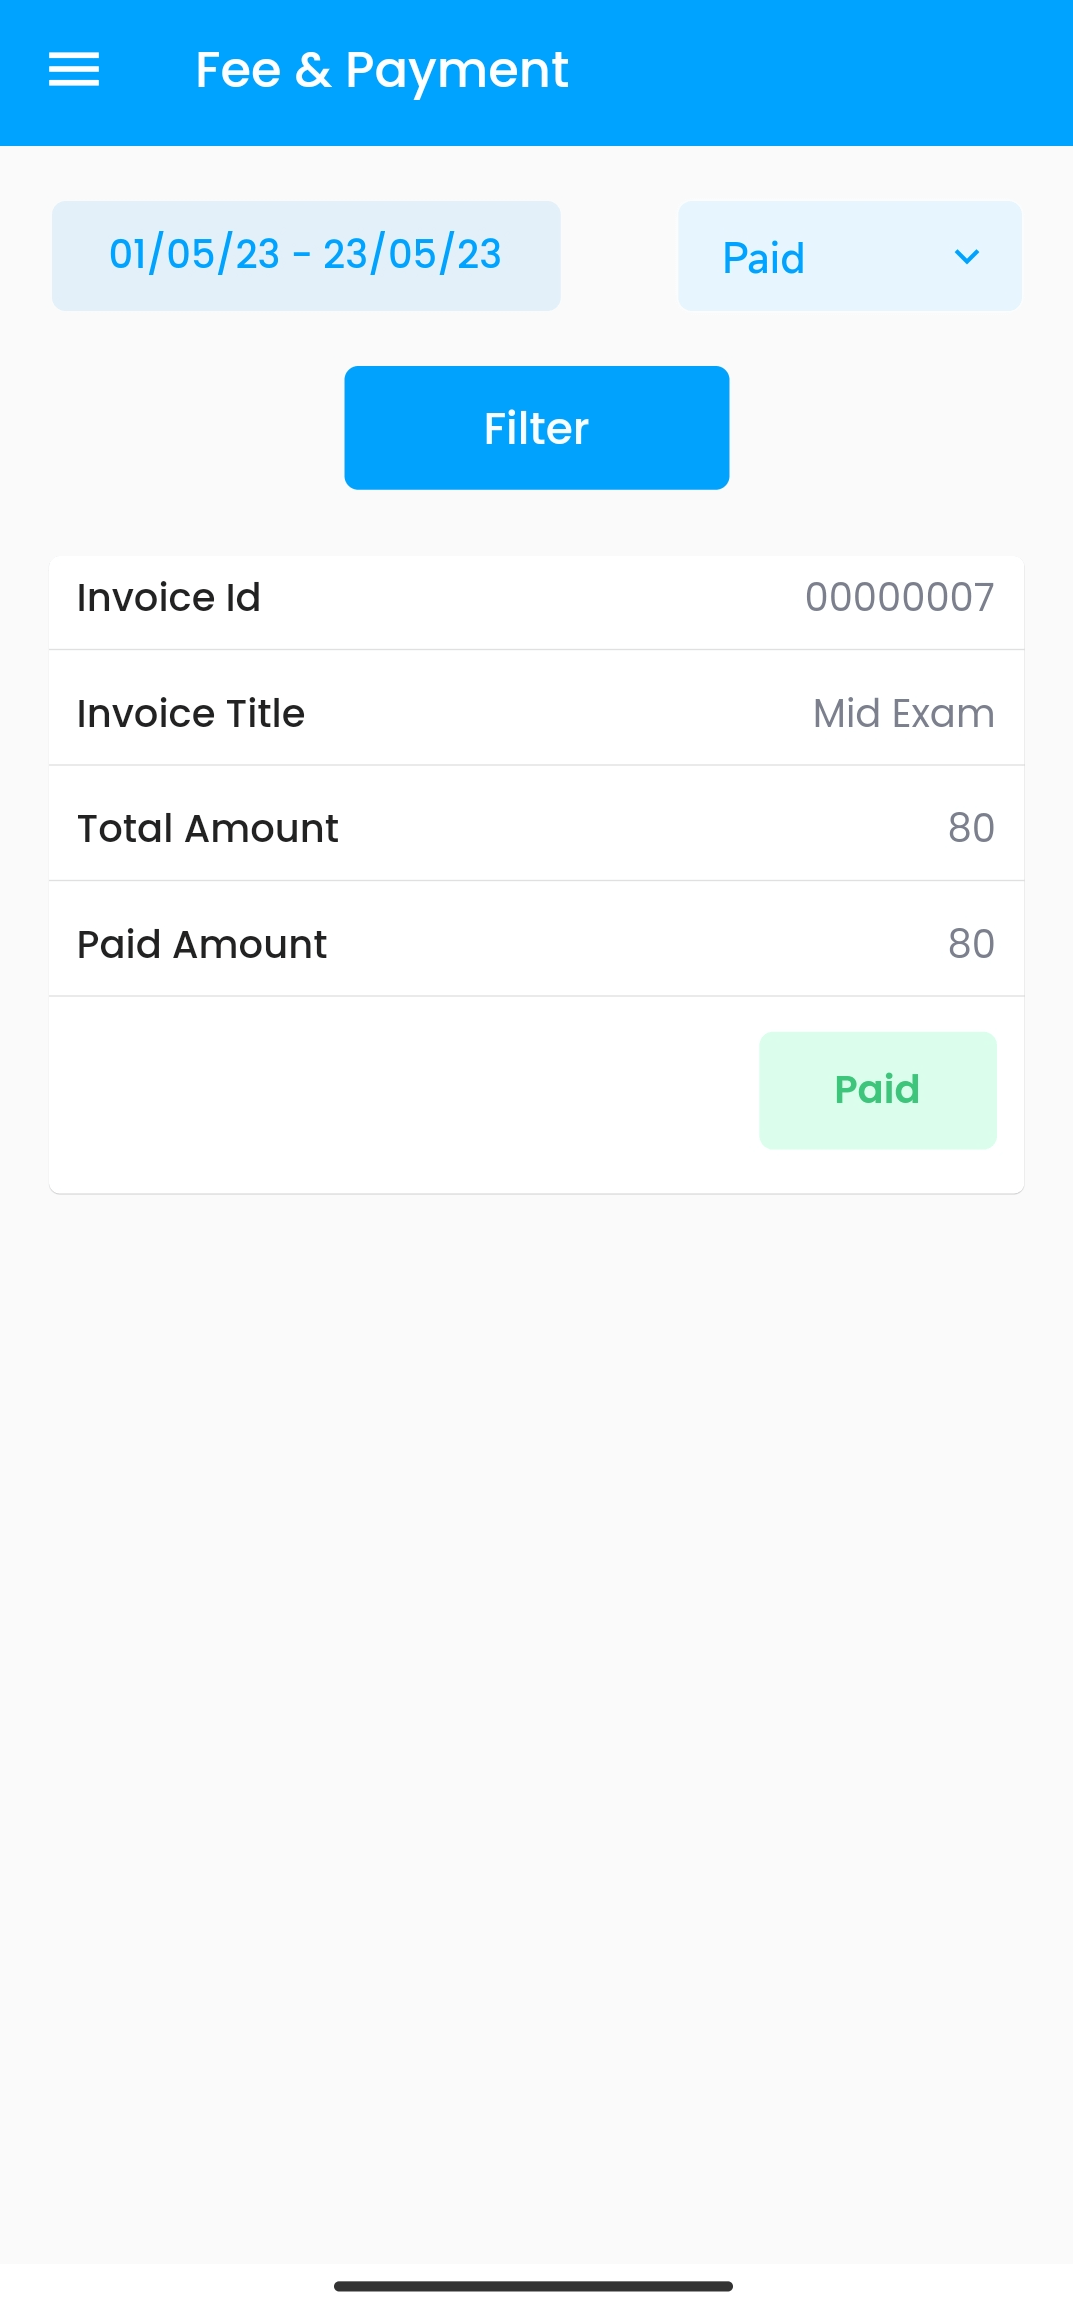 Fee & Payment
01/05/23 - 23/05/23
Paid
Filter
Invoice Id 00000007
Invoice Title Mid Exam
Total Amount 80
Paid Amount 80
Paid